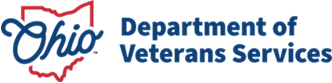 Ohio
Department of
Veterans Services